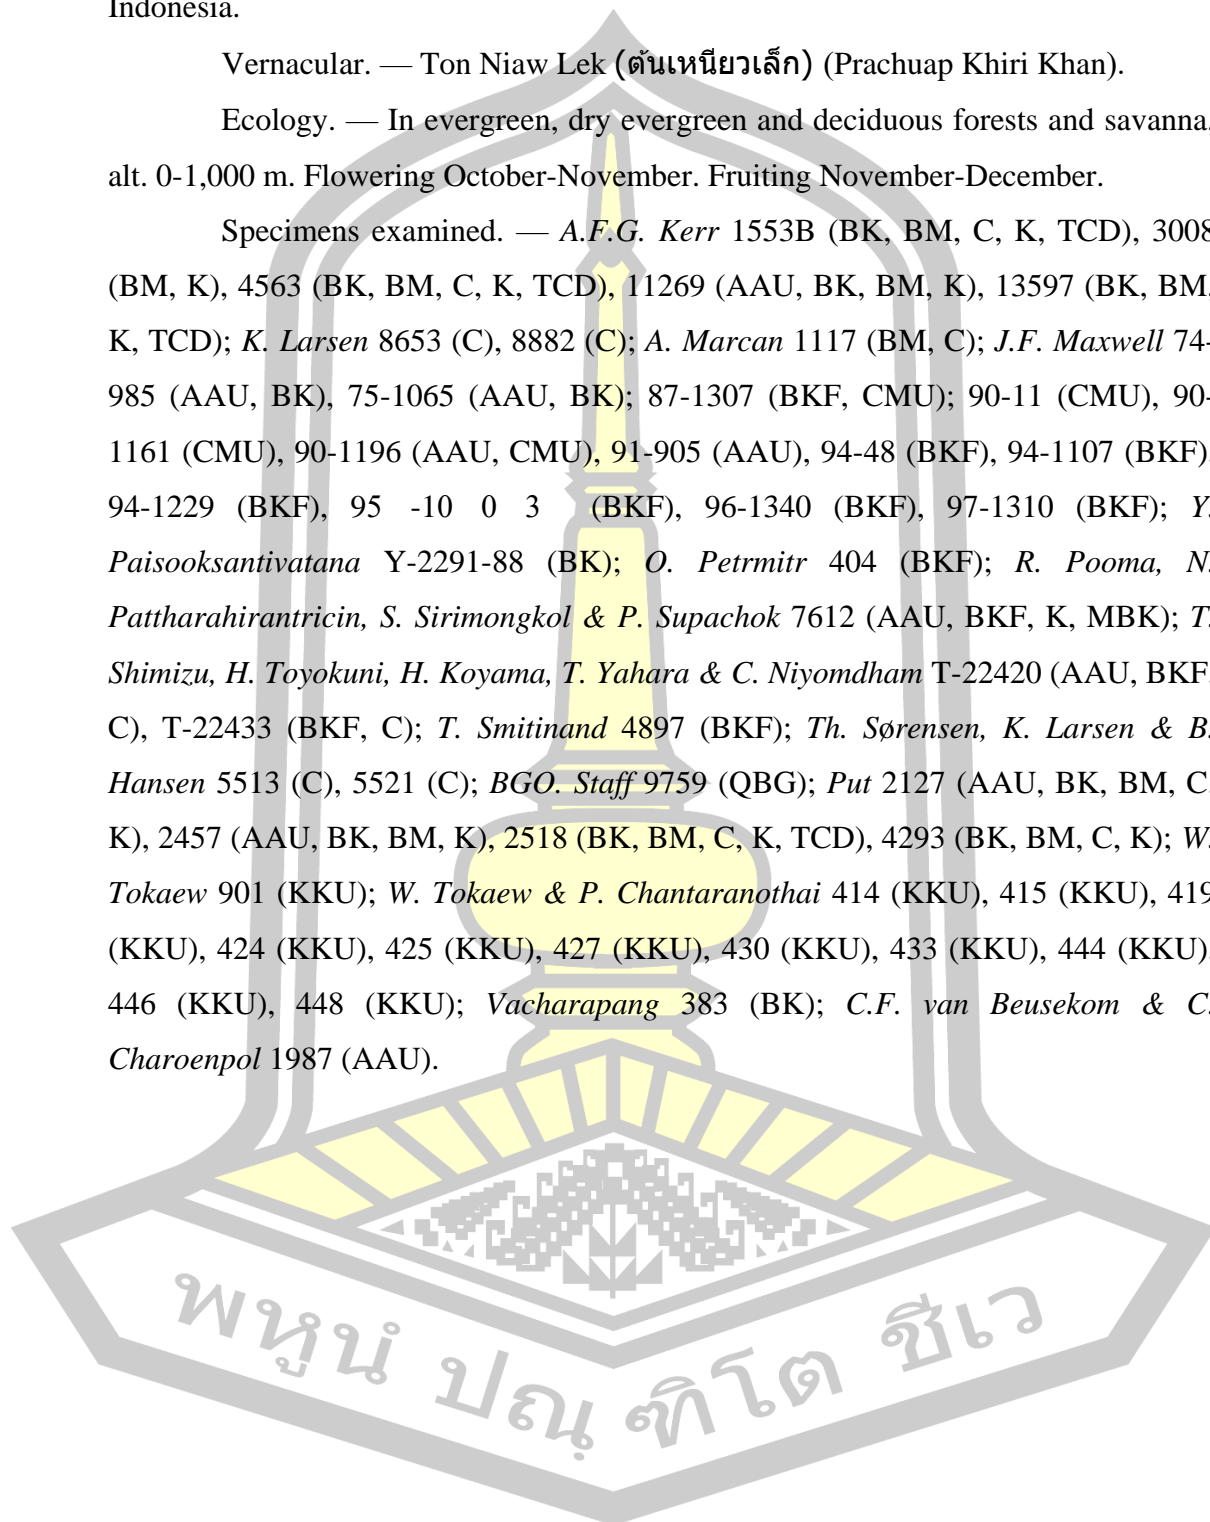 Indonesia.
Vernacular. — Ton Niaw Lek (ต้นเหนียวเล็ก) (Prachuap Khiri Khan).
Ecology. — In evergreen, dry evergreen and deciduous forests and savanna,
alt. 0-1,000 m. Flowering October-November. Fruiting November-December.
Specimens examined. — A.F.G. Kerr 1553B (BK, BM, C, K, TCD), 3008
(BM, K), 4563 (BK, BM, C, K, TCD), 11269 (AAU, BK, BM, K), 13597 (BK, BM,
K, TCD); K. Larsen 8653 (C), 8882 (C); A. Marcan 1117 (BM, C); J.F. Maxwell 74-
985 (AAU, BK), 75-1065 (AAU, BK); 87-1307 (BKF, CMU); 90-11 (CMU), 90-
1161 (CMU), 90-1196 (AAU, CMU), 91-905 (AAU), 94-48 (BKF), 94-1107 (BKF),
94-1229 (BKF), 95 -10 0 3 (BKF), 96-1340 (BKF), 97-1310 (BKF); Y.
Paisooksantivatana Y-2291-88 (BK); O. Petrmitr 404 (BKF); R. Pooma, N.
Pattharahirantricin, S. Sirimongkol & P. Supachok 7612 (AAU, BKF, K, MBK); T.
Shimizu, H. Toyokuni, H. Koyama, T. Yahara & C. Niyomdham T-22420 (AAU, BKF,
C), T-22433 (BKF, C); T. Smitinand 4897 (BKF); Th. Sørensen, K. Larsen & B.
Hansen 5513 (C), 5521 (C); BGO. Staff 9759 (QBG); Put 2127 (AAU, BK, BM, C,
K), 2457 (AAU, BK, BM, K), 2518 (BK, BM, C, K, TCD), 4293 (BK, BM, C, K); W.
Tokaew 901 (KKU); W. Tokaew & P. Chantaranothai 414 (KKU), 415 (KKU), 419
(KKU), 424 (KKU), 425 (KKU), 427 (KKU), 430 (KKU), 433 (KKU), 444 (KKU),
446 (KKU), 448 (KKU); Vacharapang 383 (BK); C.F. van Beusekom & C.
Charoenpol 1987 (AAU).
พหูนํ ปณฺฑิโต ชีเว